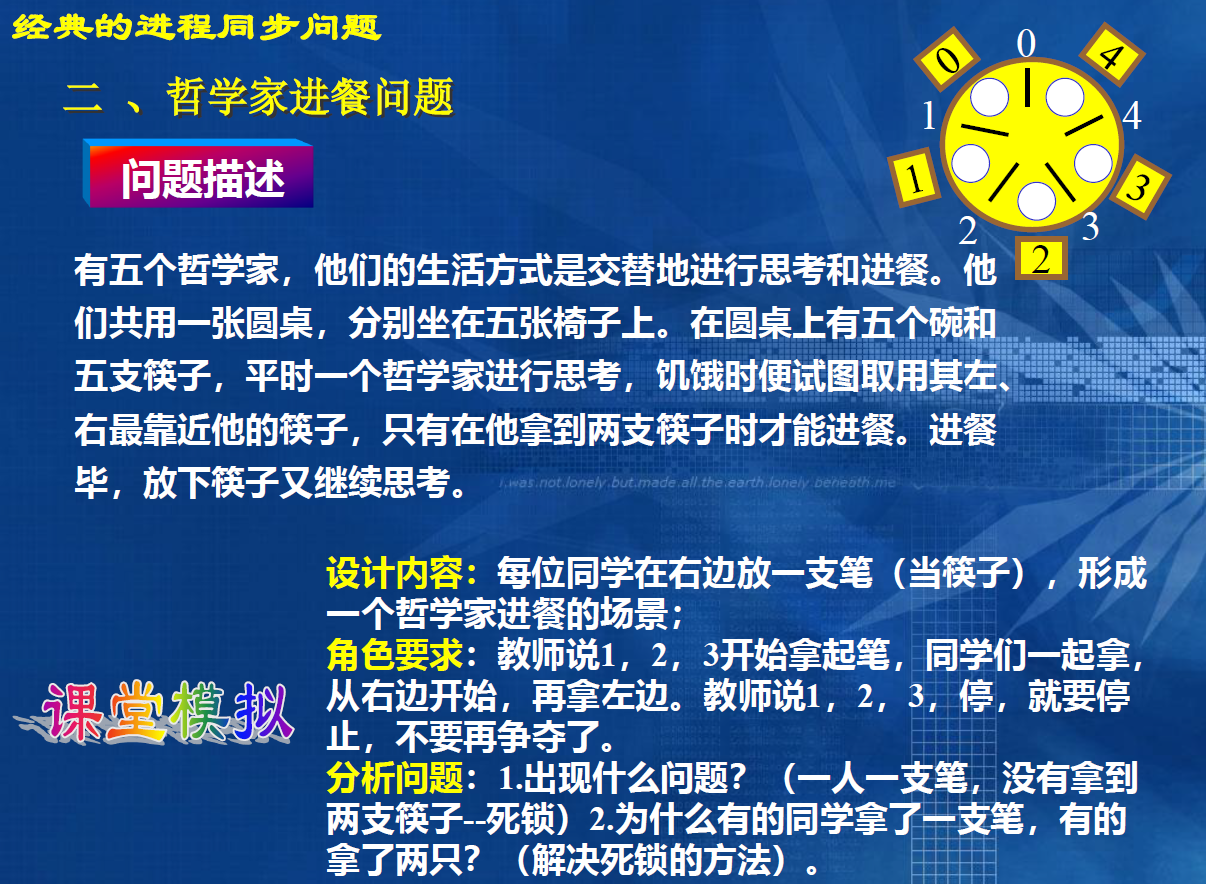 经典的进程同步问题
二 、哲学家进餐问题
问题描述
0
0
4
1
4
1
3
2
3
2
有五个哲学家，他们的生活方式是交替地进行思考和进餐。他
们共用一张圆桌，分别坐在五张椅子上。在圆桌上有五个碗和
五支筷子，平时一个哲学家进行思考，饥饿时便试图取用其左、
右最靠近他的筷子，只有在他拿到两支筷子时才能进餐。进餐
毕，放下筷子又继续思考。
i.was.not.lonely.but.made.all.the.earth.lonely.beneath.me
设计内容：每位同学在右边放一支笔（当筷子），形成
一个哲学家进餐的场景；
角色要求：教师说1，2，3开始拿起笔，同学们一起拿，
从右边开始，再拿左边。教师说1，2，3，停，就要停
止，不要再争夺了。
课堂模拟
分析问题：1.出现什么问题？（一人一支笔，没有拿到
两支筷子--死锁）2.为什么有的同学拿了一支笔，有的
拿了两只？（解决死锁的方法）。